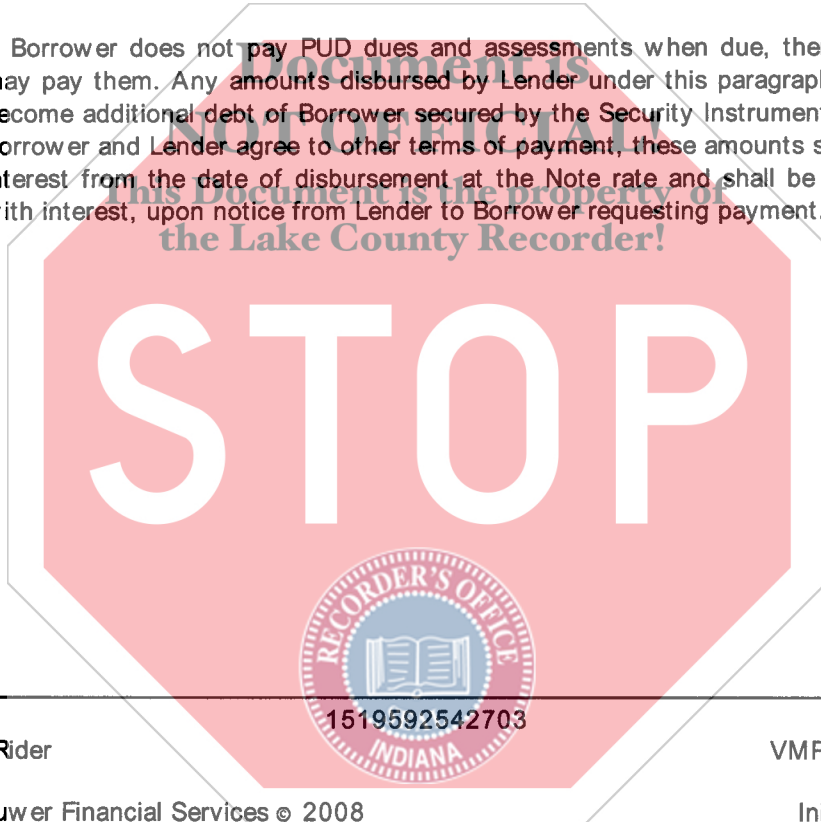 Borrower does not pay PUD dues and assessments when due, the
ay pay them. Any amounts disbursed by Lender under this paragraph
ecome additional debt of Borrower secured by the Security Instrument
orrower and Lender agree to other terms of payment, these amounts s
terest from the date of disbursement at the Note rate and shall be
ith interest, upon notice from Lender to Borrower requesting payment.
Document is
NOT OFFICIAL!
This Document is the property of
the Lake County Recorder!
STOP
RECORDER'S OFFICE
INDIANA
1519592542703
Rider
VMP
uwer Financial Services © 2008
In